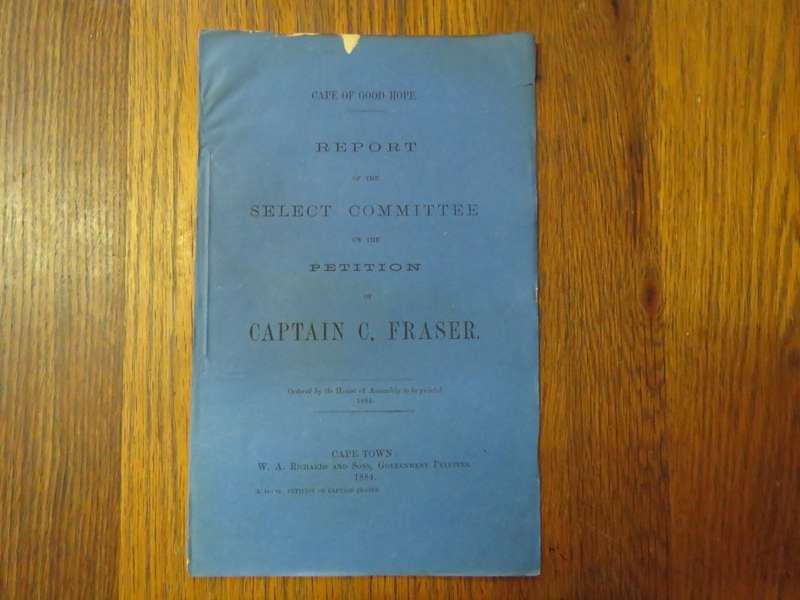 CAPE OF GOOD HOPE.
REPORT
OF THE
SELECT COMMITTEE
ON THE
PETITION
OF
CAPTAIN C. FRASER.
Ordered by the House of Assembly to be printed.
1884.
CAPE TOWN:
W. A. RICHARDS AND SONS, GOVERNMENT PRINTERS.
1884.
PETITION OF CAPTAIN FRASER.